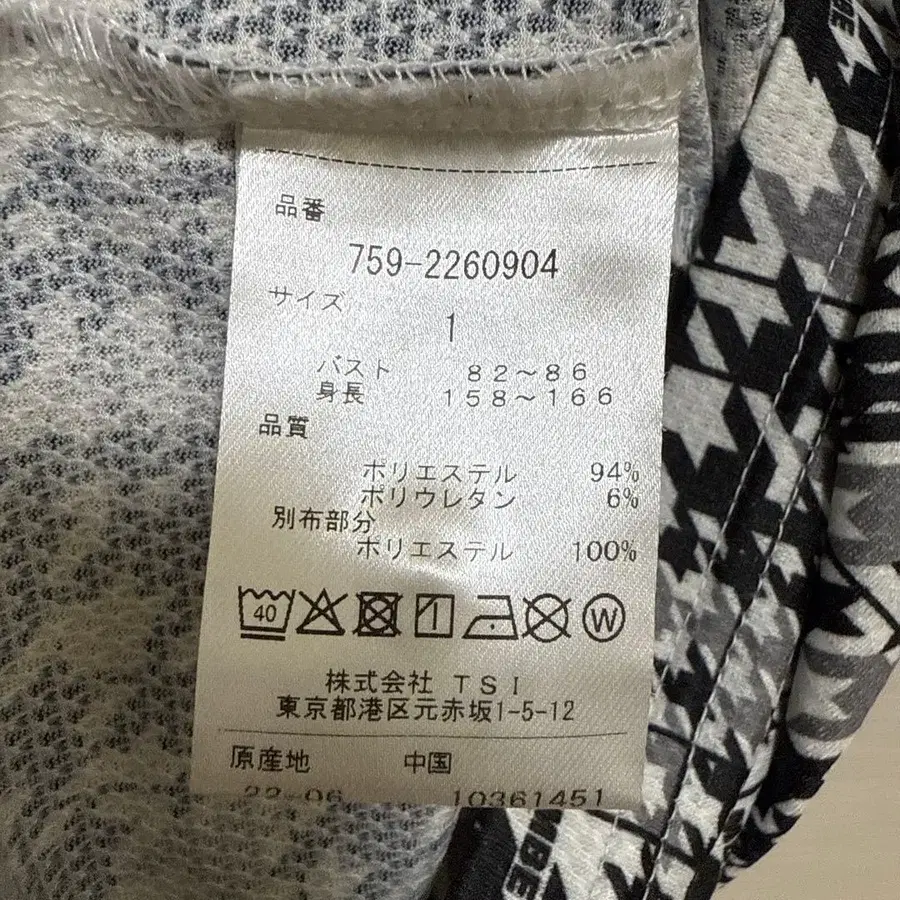 品番
759-2260904
サイズ
1
バスト 82～86
身長 158～166
品質
ポリエステル 94%
ポリウレタン 6%
別布部分
ポリエステル 100%
40
W
株式会社 TSI
東京都港区元赤坂1-5-12
原産地 中国
22-06 10361451